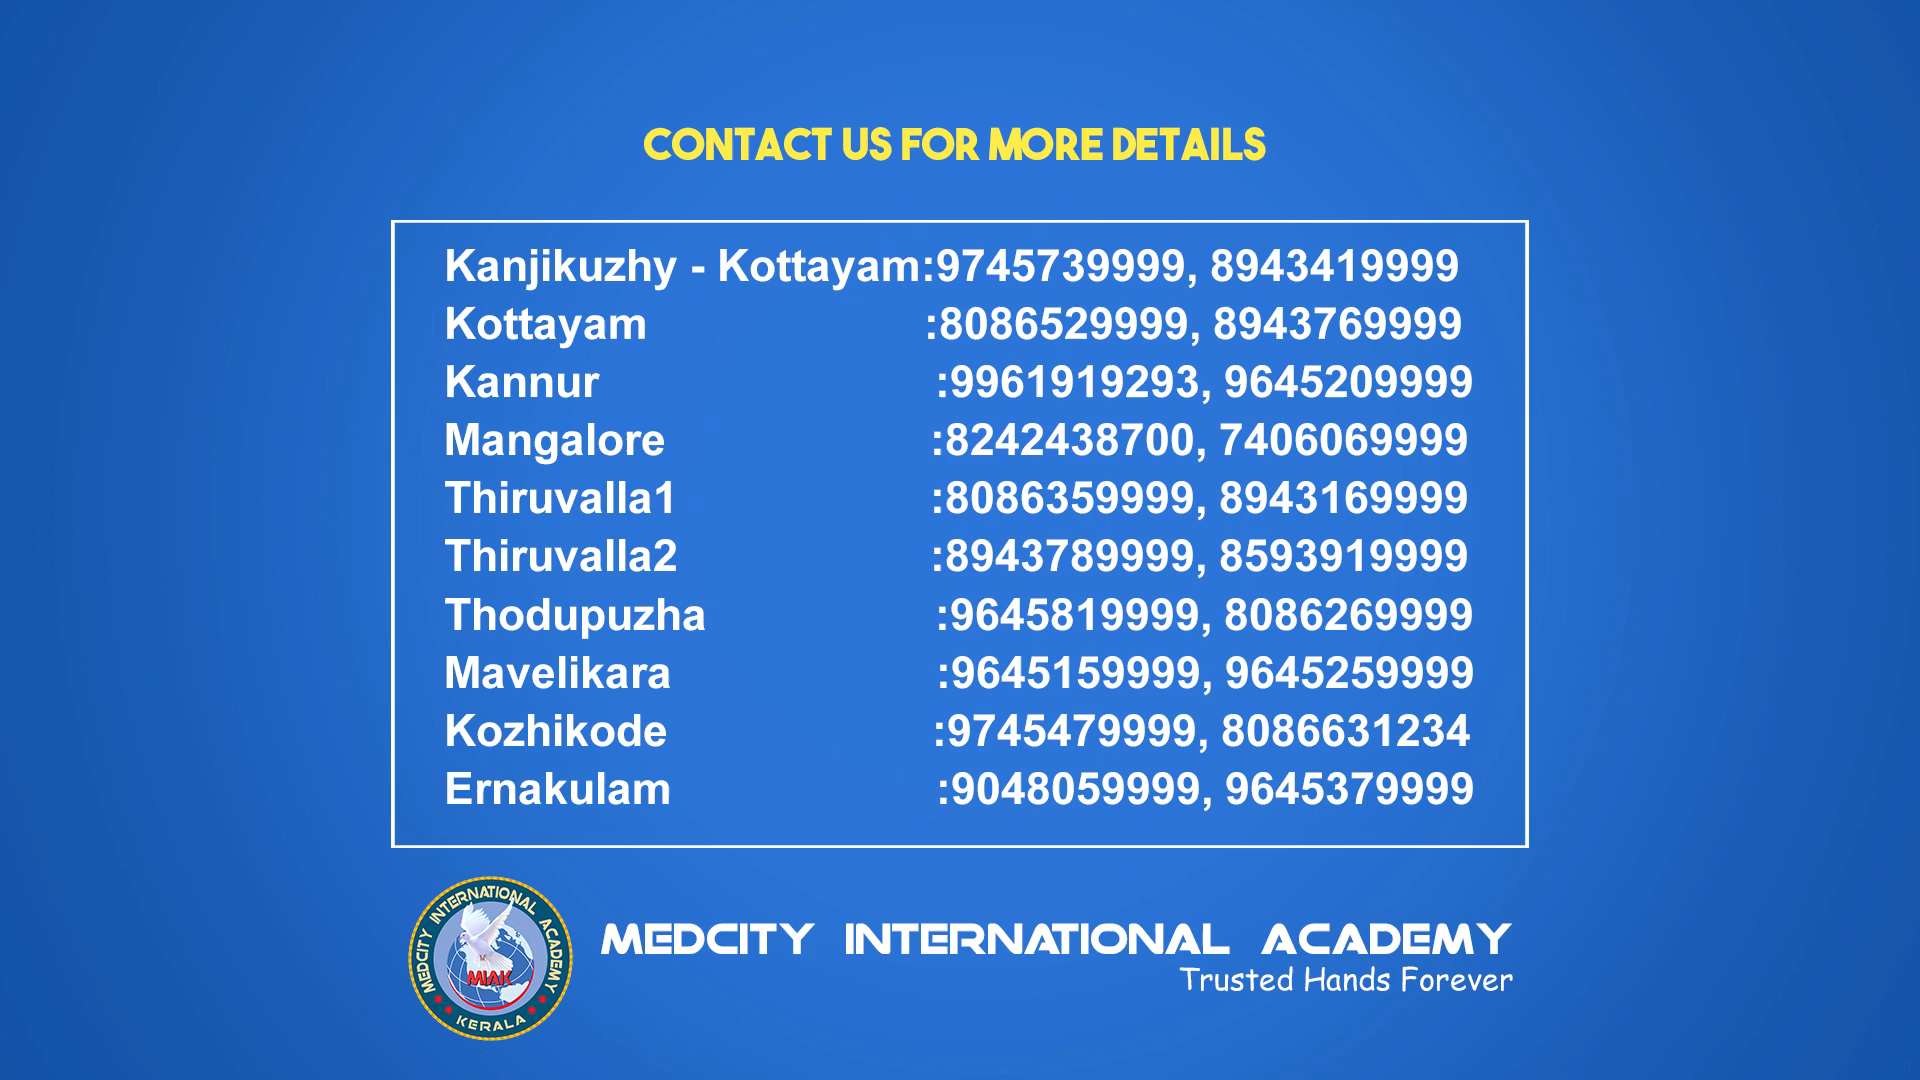 CONTACT US FOR MORE DETAILS
Kanjikuzhy - Kottayam:9745739999, 8943419999
Kottayam :8086529999, 8943769999
Kannur :9961919293, 9645209999
Mangalore :8242438700, 7406069999
Thiruvalla1 :8086359999, 8943169999
Thiruvalla2 :8943789999, 8593919999
Thodupuzha :9645819999, 8086269999
Mavelikara :9645159999, 9645259999
Kozhikode :9745479999, 8086631234
Ernakulam :9048059999, 9645379999
MEDCITY INTERNATIONAL ACADEMY
MIAK
KERALA
MEDCITY INTERNATIONAL ACADEMY
Trusted Hands Forever